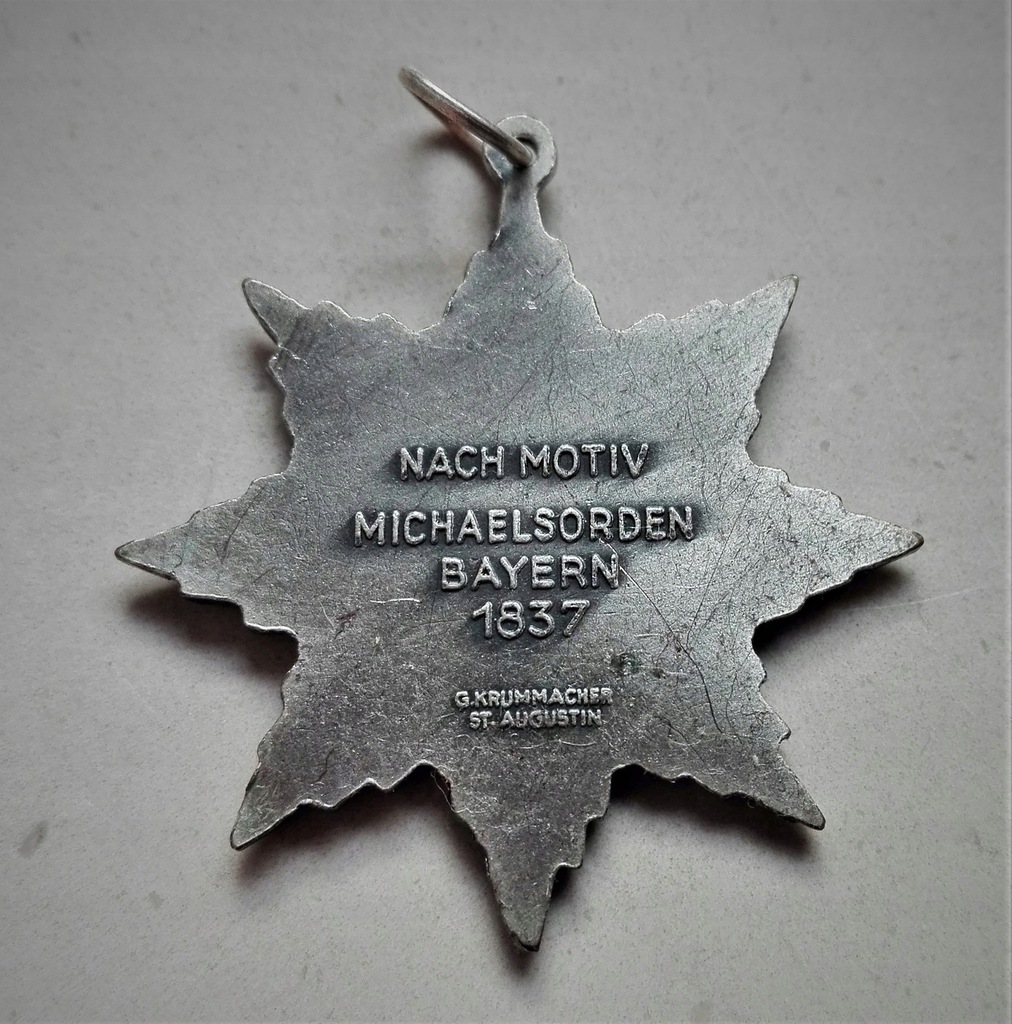 NACH MOTIV
MICHAELSORDEN
BAYERN
1837
G.KRUMMACHER
ST. AUGUSTIN